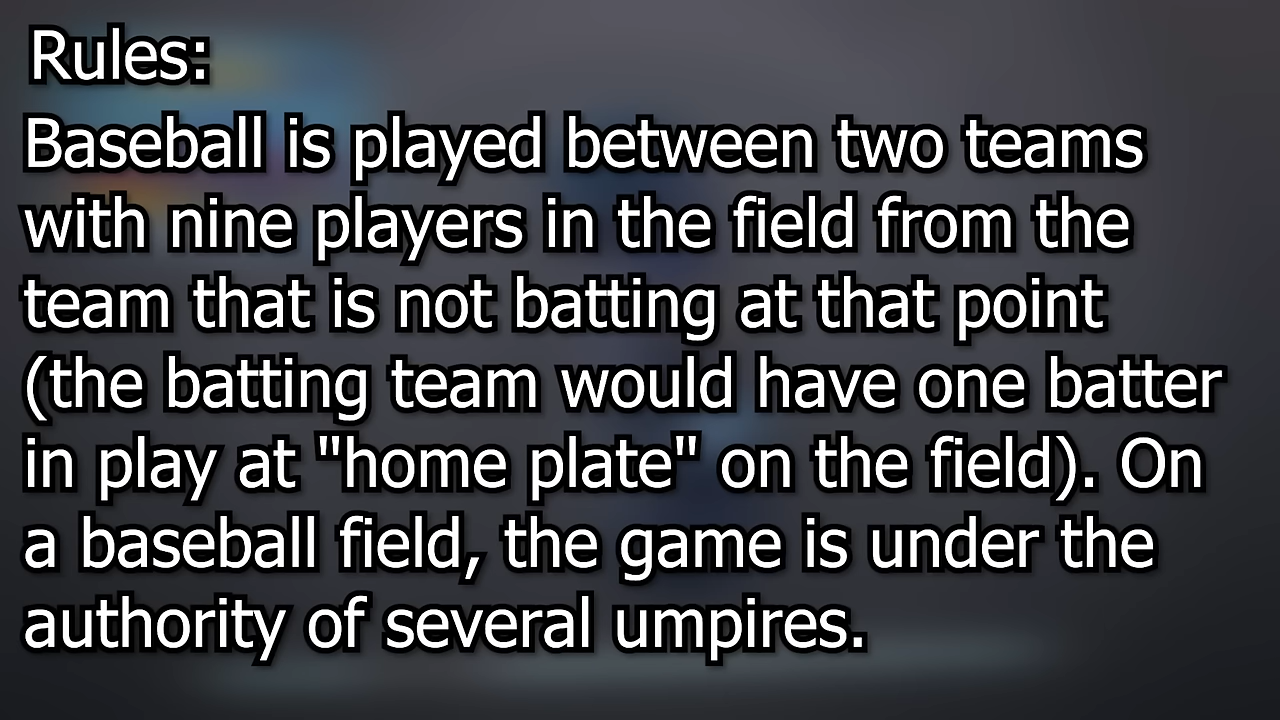 Rules:
Baseball is played between two teams
with nine players in the field from the
team that is not batting at that point
(the batting team would have one batter
in play at "home plate" on the field). On
a baseball field, the game is under the
authority of several umpires.